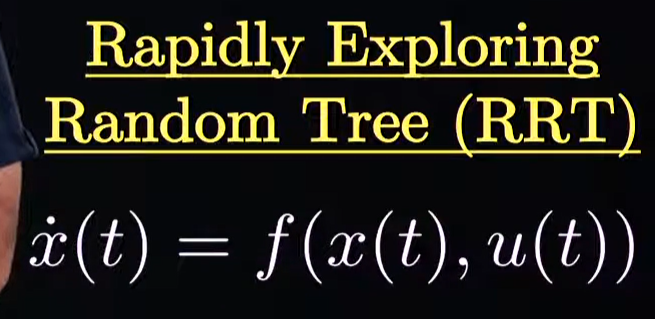 Rapidly Exploring
Random Tree (RRT)
ẋ(t) = f(x(t), u(t))